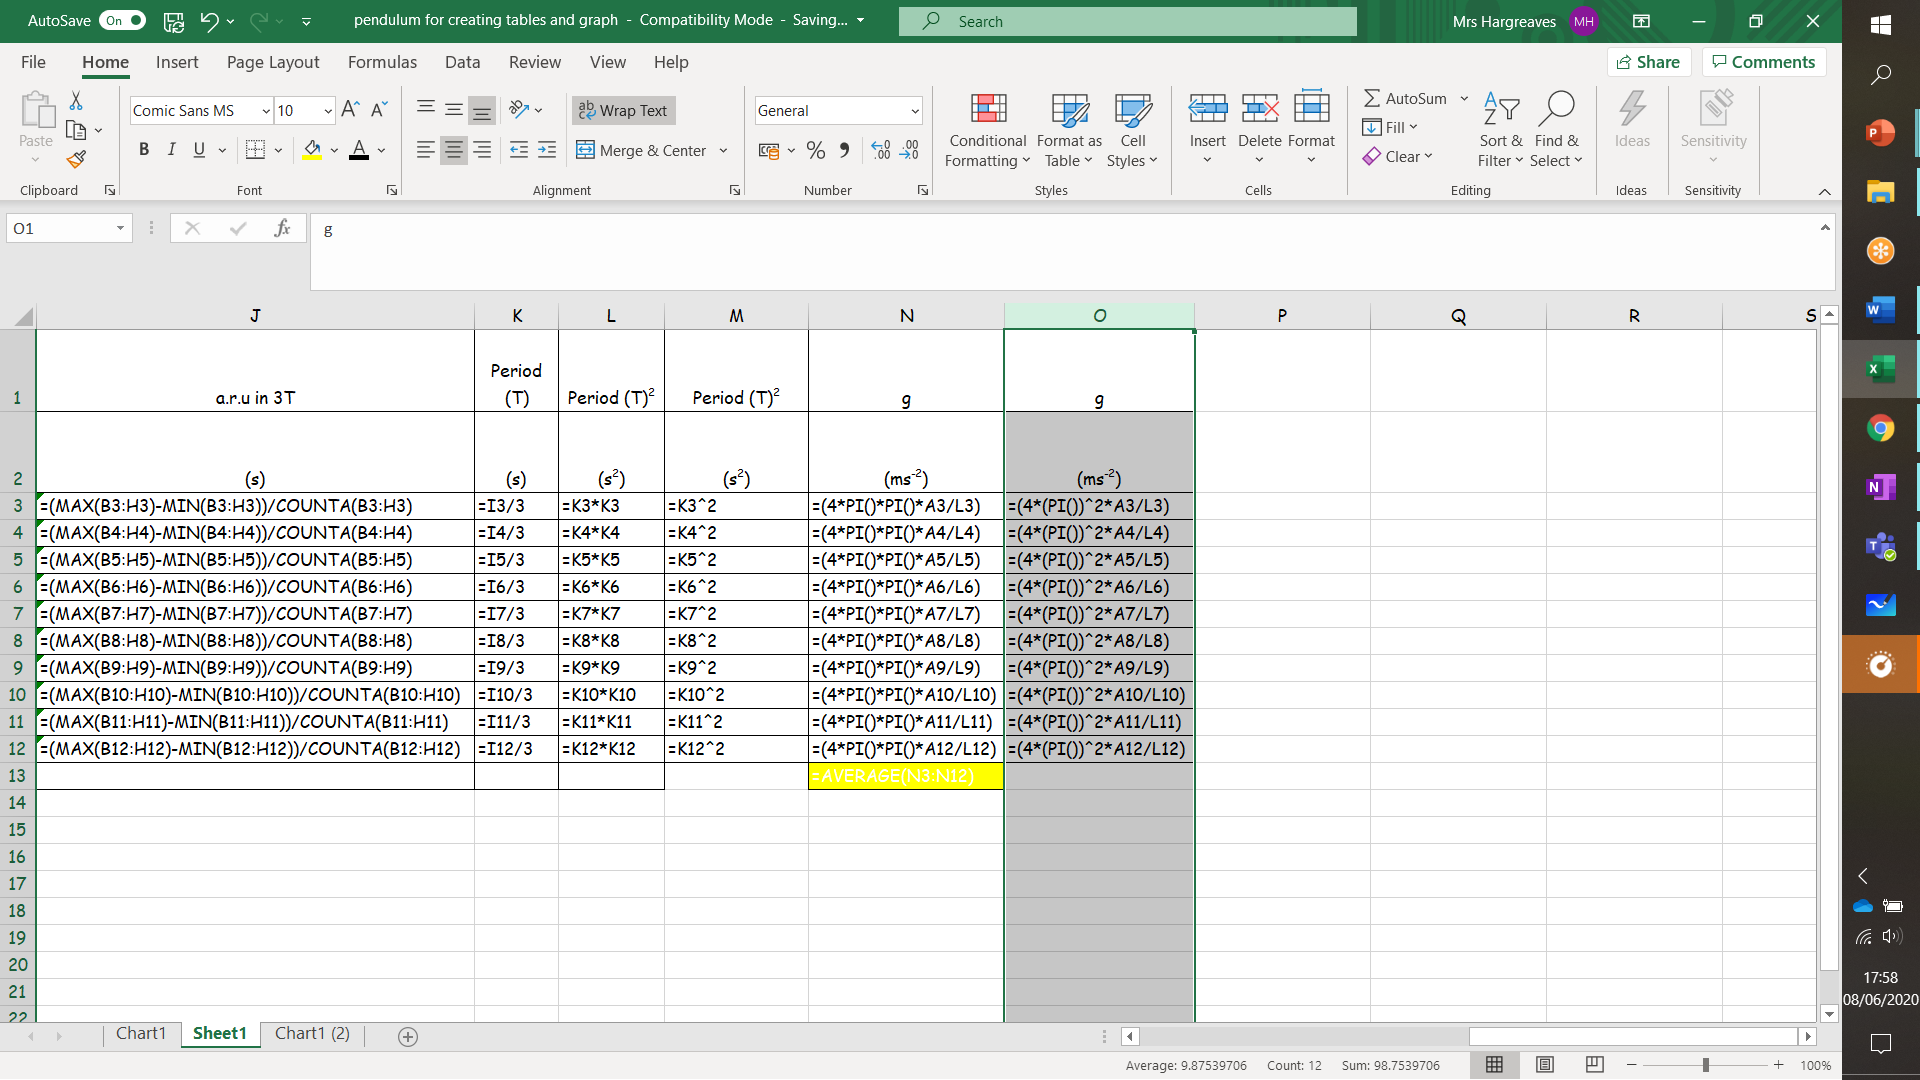 AutoSave On pendulum for creating tables and graph - Compatibility Mode - Saving... Search Mrs Hargreaves MH
File Home Insert Page Layout Formulas Data Review View Help Share Comments
Paste Comic Sans MS 10 A A Wrap Text General Conditional Formatting Format as Table Cell Styles Insert Delete Format AutoSum Fill Clear Sort & Filter Find & Select Ideas Sensitivity
B I U A Merge & Center % 9 .00 .00
Clipboard Font Alignment Number Styles Cells Editing Ideas Sensitivity
O1 fx g
J K L M N O P Q R S
1 a.r.u in 3T Period (T) Period (T)² Period (T)² g g
2 (s) (s) (s²) (s²) (ms⁻²) (ms⁻²)
3 =(MAX(B3:H3)-MIN(B3:H3))/COUNTA(B3:H3) =I3/3 =K3*K3 =K3^2 =(4*PI()*PI()*A3/L3) =(4*(PI())^2*A3/L3)
4 =(MAX(B4:H4)-MIN(B4:H4))/COUNTA(B4:H4) =I4/3 =K4*K4 =K4^2 =(4*PI()*PI()*A4/L4) =(4*(PI())^2*A4/L4)
5 =(MAX(B5:H5)-MIN(B5:H5))/COUNTA(B5:H5) =I5/3 =K5*K5 =K5^2 =(4*PI()*PI()*A5/L5) =(4*(PI())^2*A5/L5)
6 =(MAX(B6:H6)-MIN(B6:H6))/COUNTA(B6:H6) =I6/3 =K6*K6 =K6^2 =(4*PI()*PI()*A6/L6) =(4*(PI())^2*A6/L6)
7 =(MAX(B7:H7)-MIN(B7:H7))/COUNTA(B7:H7) =I7/3 =K7*K7 =K7^2 =(4*PI()*PI()*A7/L7) =(4*(PI())^2*A7/L7)
8 =(MAX(B8:H8)-MIN(B8:H8))/COUNTA(B8:H8) =I8/3 =K8*K8 =K8^2 =(4*PI()*PI()*A8/L8) =(4*(PI())^2*A8/L8)
9 =(MAX(B9:H9)-MIN(B9:H9))/COUNTA(B9:H9) =I9/3 =K9*K9 =K9^2 =(4*PI()*PI()*A9/L9) =(4*(PI())^2*A9/L9)
10 =(MAX(B10:H10)-MIN(B10:H10))/COUNTA(B10:H10) =I10/3 =K10*K10 =K10^2 =(4*PI()*PI()*A10/L10) =(4*(PI())^2*A10/L10)
11 =(MAX(B11:H11)-MIN(B11:H11))/COUNTA(B11:H11) =I11/3 =K11*K11 =K11^2 =(4*PI()*PI()*A11/L11) =(4*(PI())^2*A11/L11)
12 =(MAX(B12:H12)-MIN(B12:H12))/COUNTA(B12:H12) =I12/3 =K12*K12 =K12^2 =(4*PI()*PI()*A12/L12) =(4*(PI())^2*A12/L12)
13 =AVERAGE(N3:N12)
14
15
16
17
18
19
20
21
22
Chart1 Sheet1 Chart1 (2)
Average: 9.87539706 Count: 12 Sum: 98.7539706 100%
17:58
08/06/2020